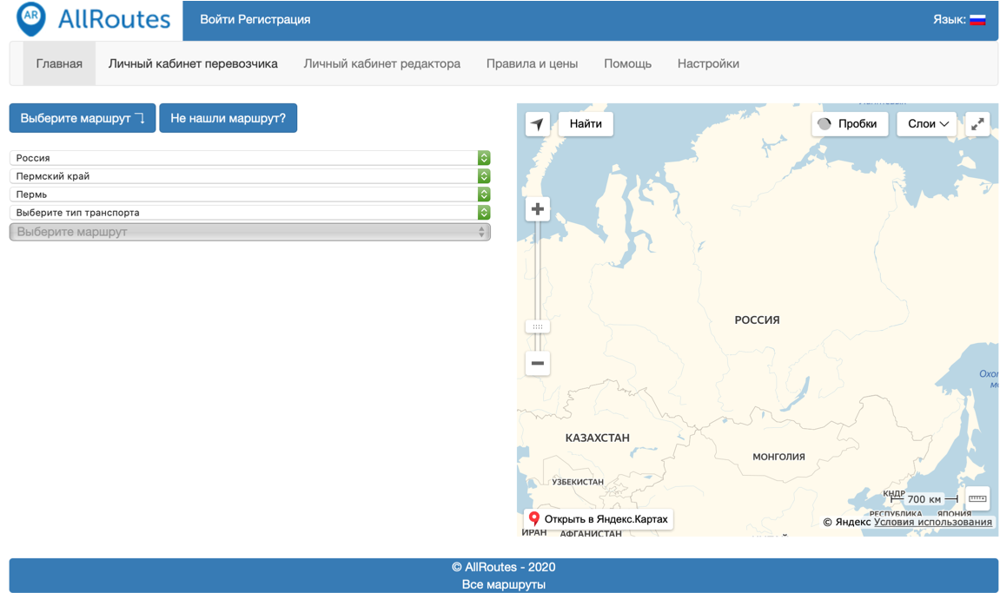 AR AllRoutes Войти Регистрация Язык:
Главная Личный кабинет перевозчика Личный кабинет редактора Правила и цены Помощь Настройки
Выберите маршрут Не нашли маршрут?
Россия
Пермский край
Пермь
Выберите тип транспорта
Выберите маршрут
Найти Пробки Слои
РОССИЯ
КАЗАХСТАН
МОНГОЛИЯ
УЗБЕКИСТАН
КНДР
700 км
РЕСПУБЛИКА ЯПОНИЯ
Открыть в Яндекс.Картах
© Яндекс Условия использования
ИРАН АФГАНИСТАН
© AllRoutes - 2020
Все маршруты